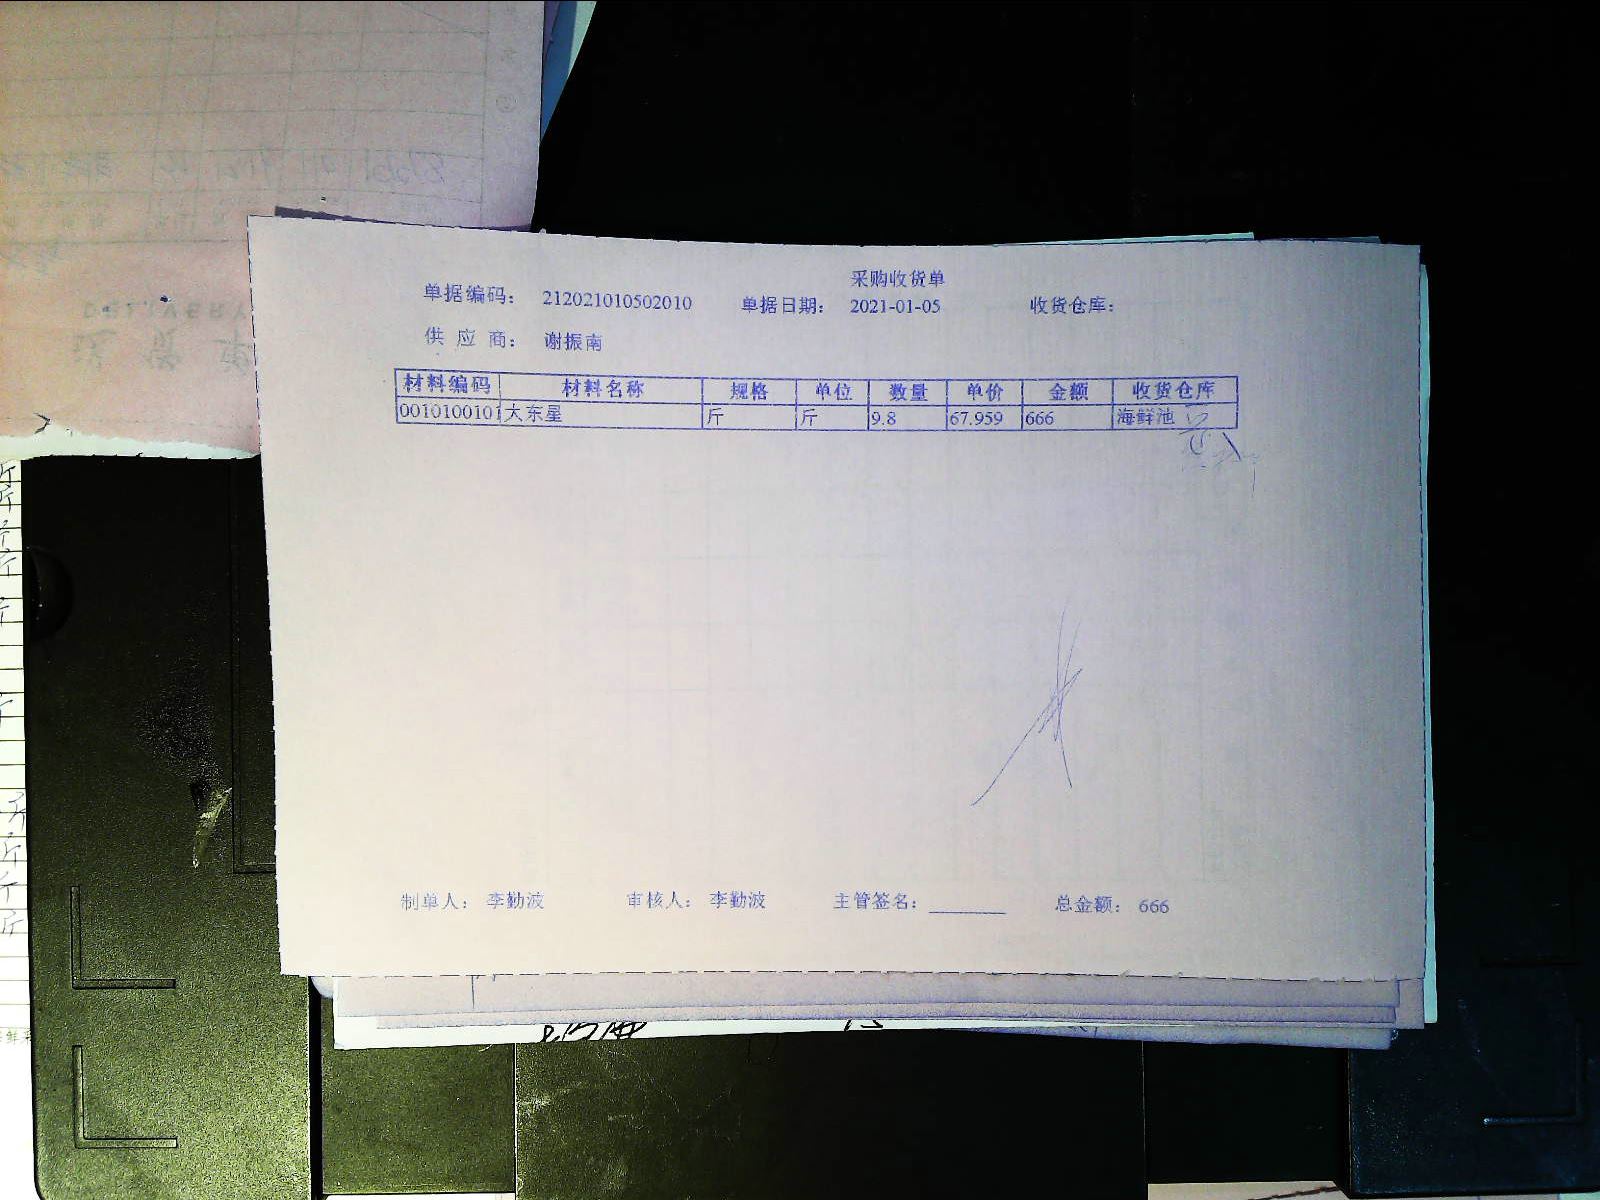 采购收货单
单据编码： 212021010502010 单据日期： 2021-01-05 收货仓库：
供 应 商： 谢振南
材料编码 材料名称 规格 单位 数量 单价 金额 收货仓库
0010100101 大东星 斤 斤 9.8 67.959 666 海鲜池
制单人： 李勤波 审核人： 李勤波 主管签名：________ 总金额： 666